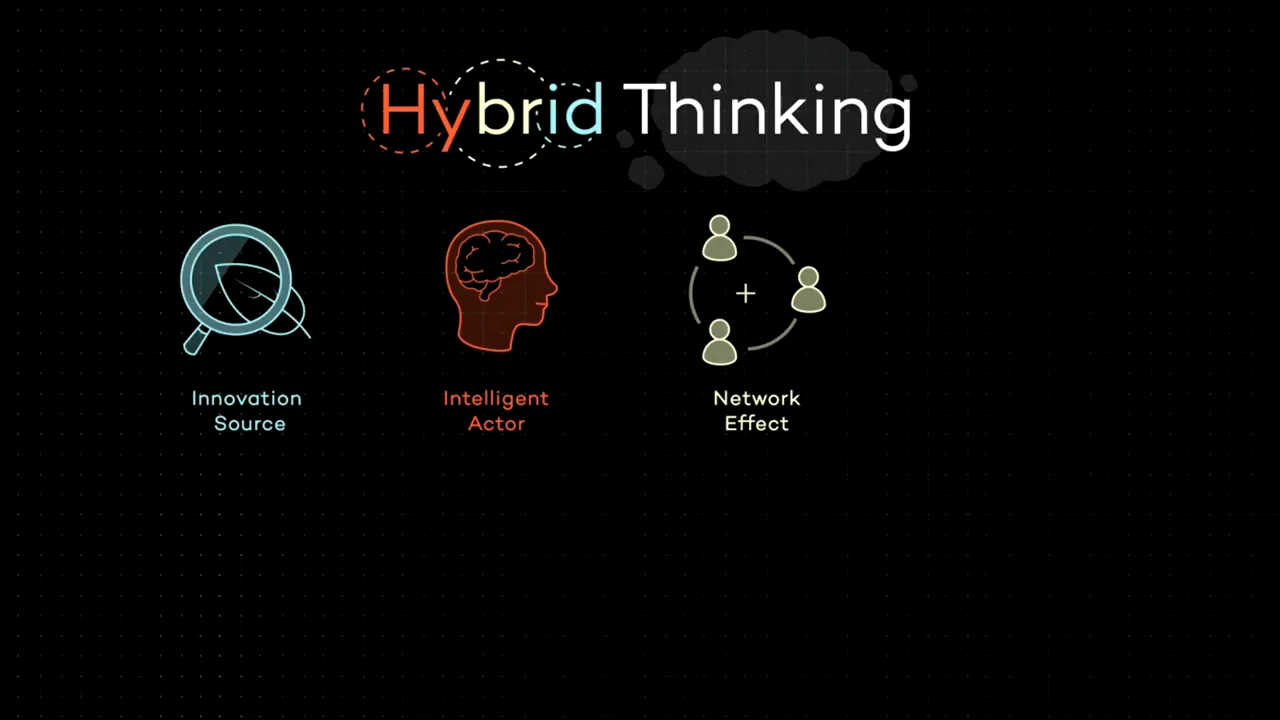 Hybrid Thinking
Innovation
Source
Intelligent
Actor
Network
Effect